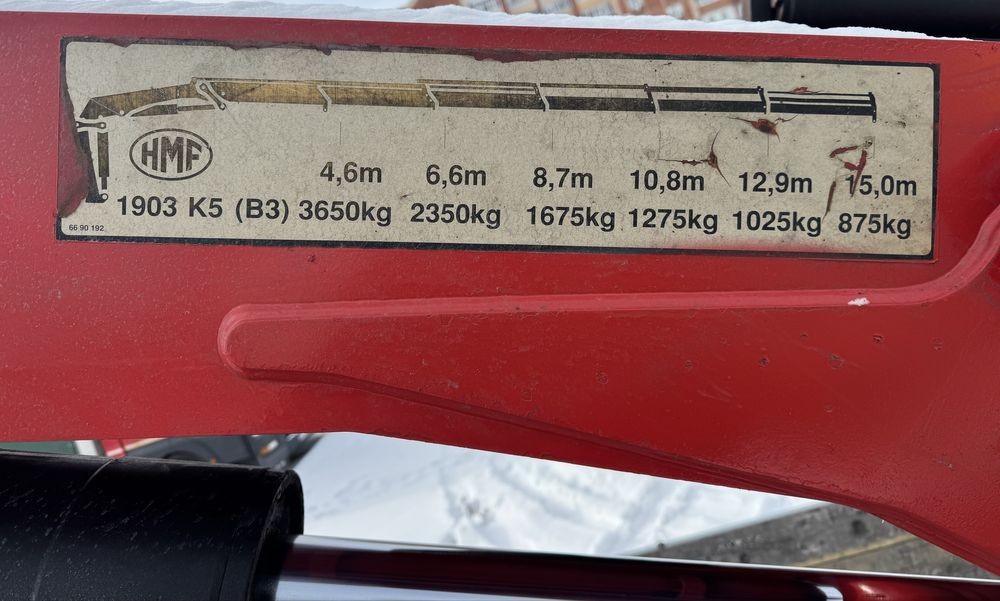 HMF
4,6m 6,6m 8,7m 10,8m 12,9m 15,0m
1903 K5 (B3) 3650kg 2350kg 1675kg 1275kg 1025kg 875kg
66 90 192